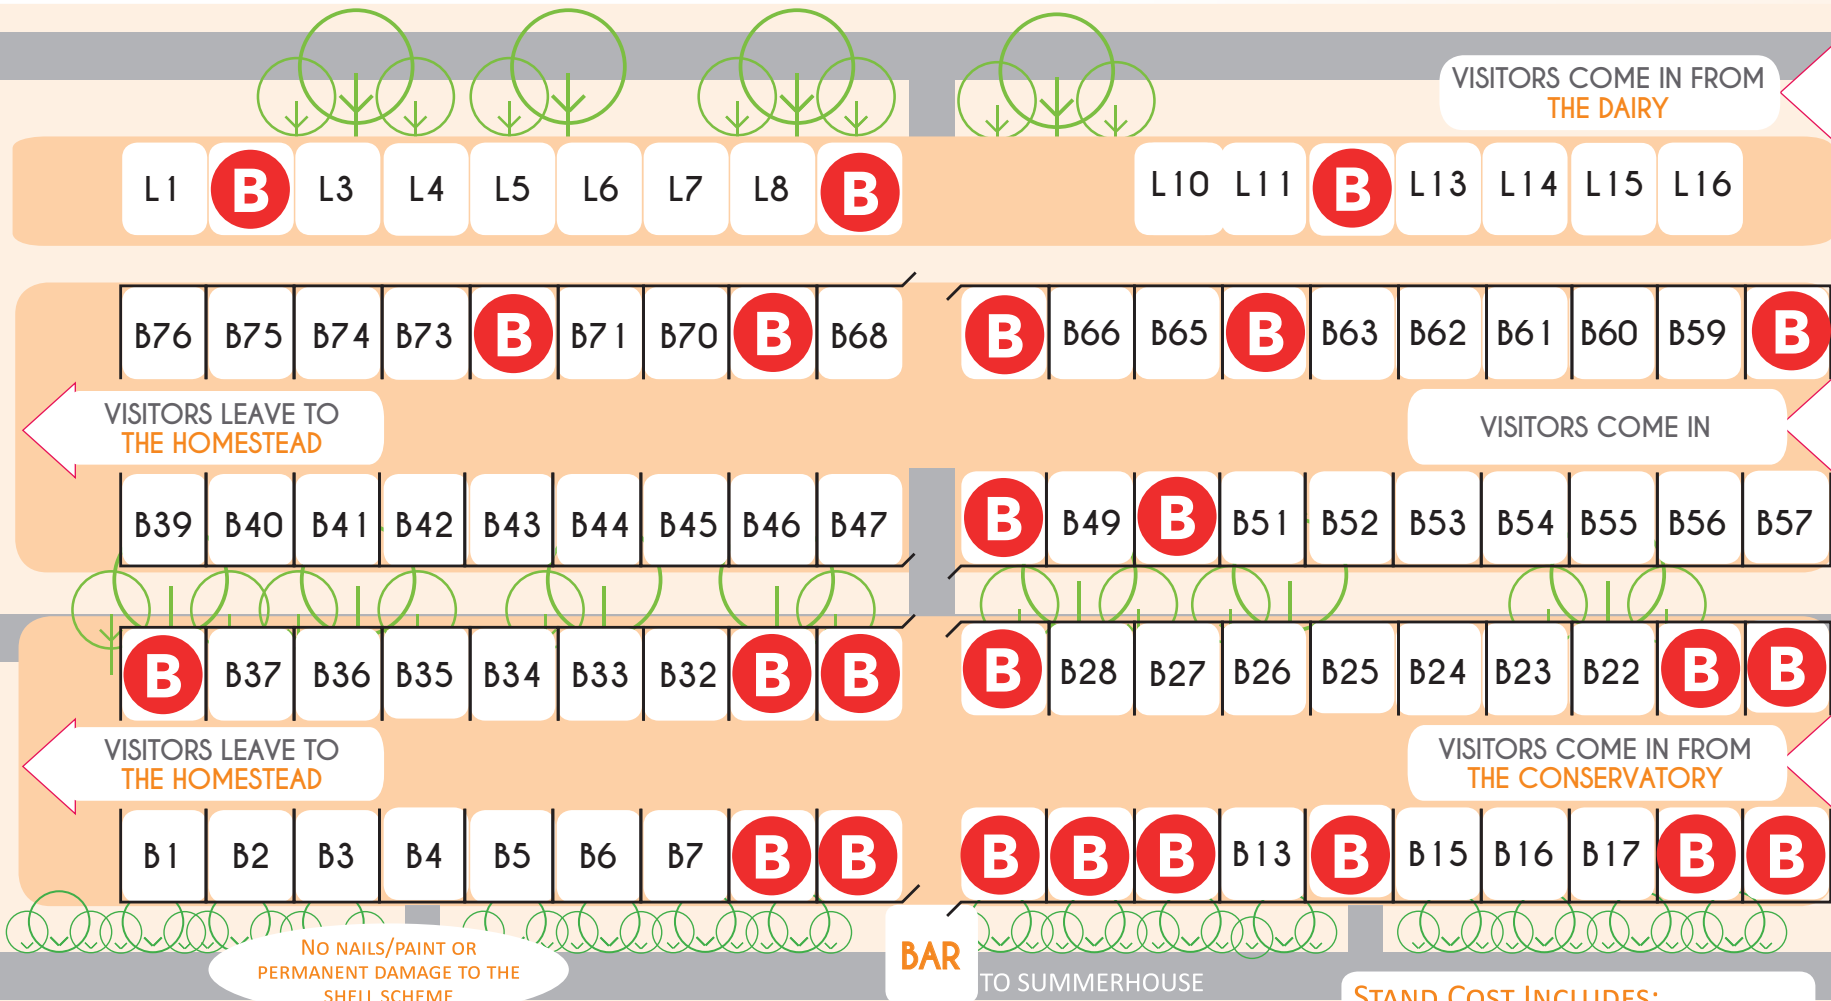 VISITORS COME IN FROM
THE DAIRY
L1 B L3 L4 L5 L6 L7 L8 B L10 L11 B L13 L14 L15 L16
B76 B75 B74 B73 B B71 B70 B B68 B B66 B65 B B63 B62 B61 B60 B59 B
VISITORS LEAVE TO
THE HOMESTEAD
VISITORS COME IN
B39 B40 B41 B42 B43 B44 B45 B46 B47 B B49 B B51 B52 B53 B54 B55 B56 B57
B B37 B36 B35 B34 B33 B32 B B B B28 B27 B26 B25 B24 B23 B22 B B
VISITORS LEAVE TO
THE HOMESTEAD
VISITORS COME IN FROM
THE CONSERVATORY
B1 B2 B3 B4 B5 B6 B7 B B B B B B13 B B15 B16 B17 B B
NO NAILS/PAINT OR
PERMANENT DAMAGE TO THE
SHELL SCHEME
BAR
TO SUMMERHOUSE
STAND COST INCLUDES: